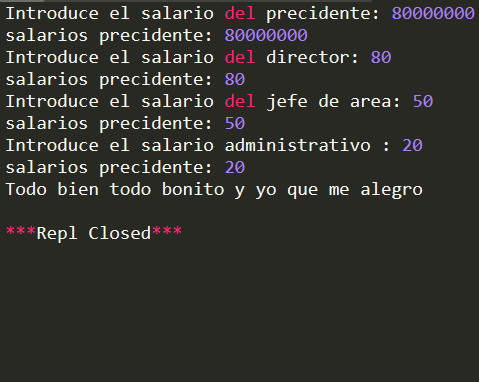 Introduce el salario del precidente: 80000000
salarios precidente: 80000000
Introduce el salario del director: 80
salarios precidente: 80
Introduce el salario del jefe de area: 50
salarios precidente: 50
Introduce el salario administrativo : 20
salarios precidente: 20
Todo bien todo bonito y yo que me alegro
***Repl Closed***